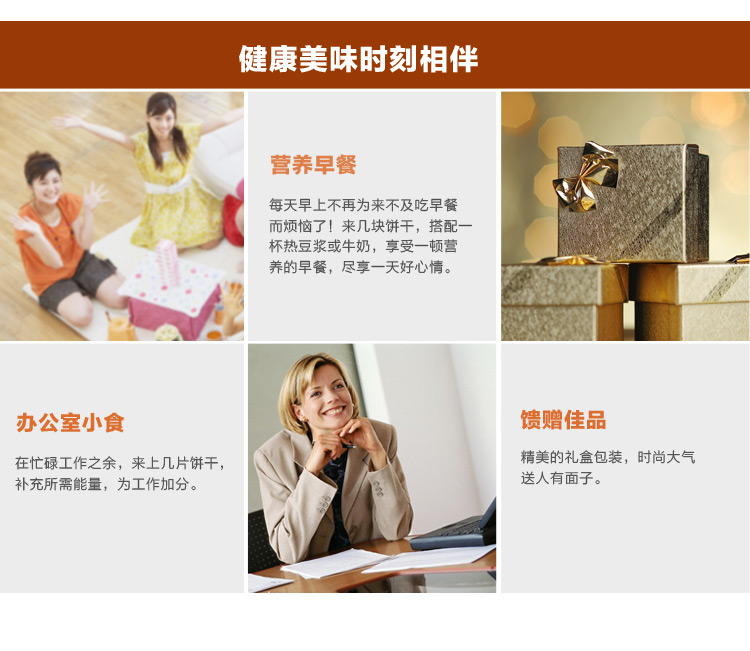 健康美味时刻相伴
营养早餐
每天早上不再为来不及吃早餐
而烦恼了！来几块饼干，搭配一
杯热豆浆或牛奶，享受一顿营
养的早餐，尽享一天好心情。
办公室小食
在忙碌工作之余，来上几片饼干，
补充所需能量，为工作加分。
馈赠佳品
精美的礼盒包装，时尚大气
送人有面子。